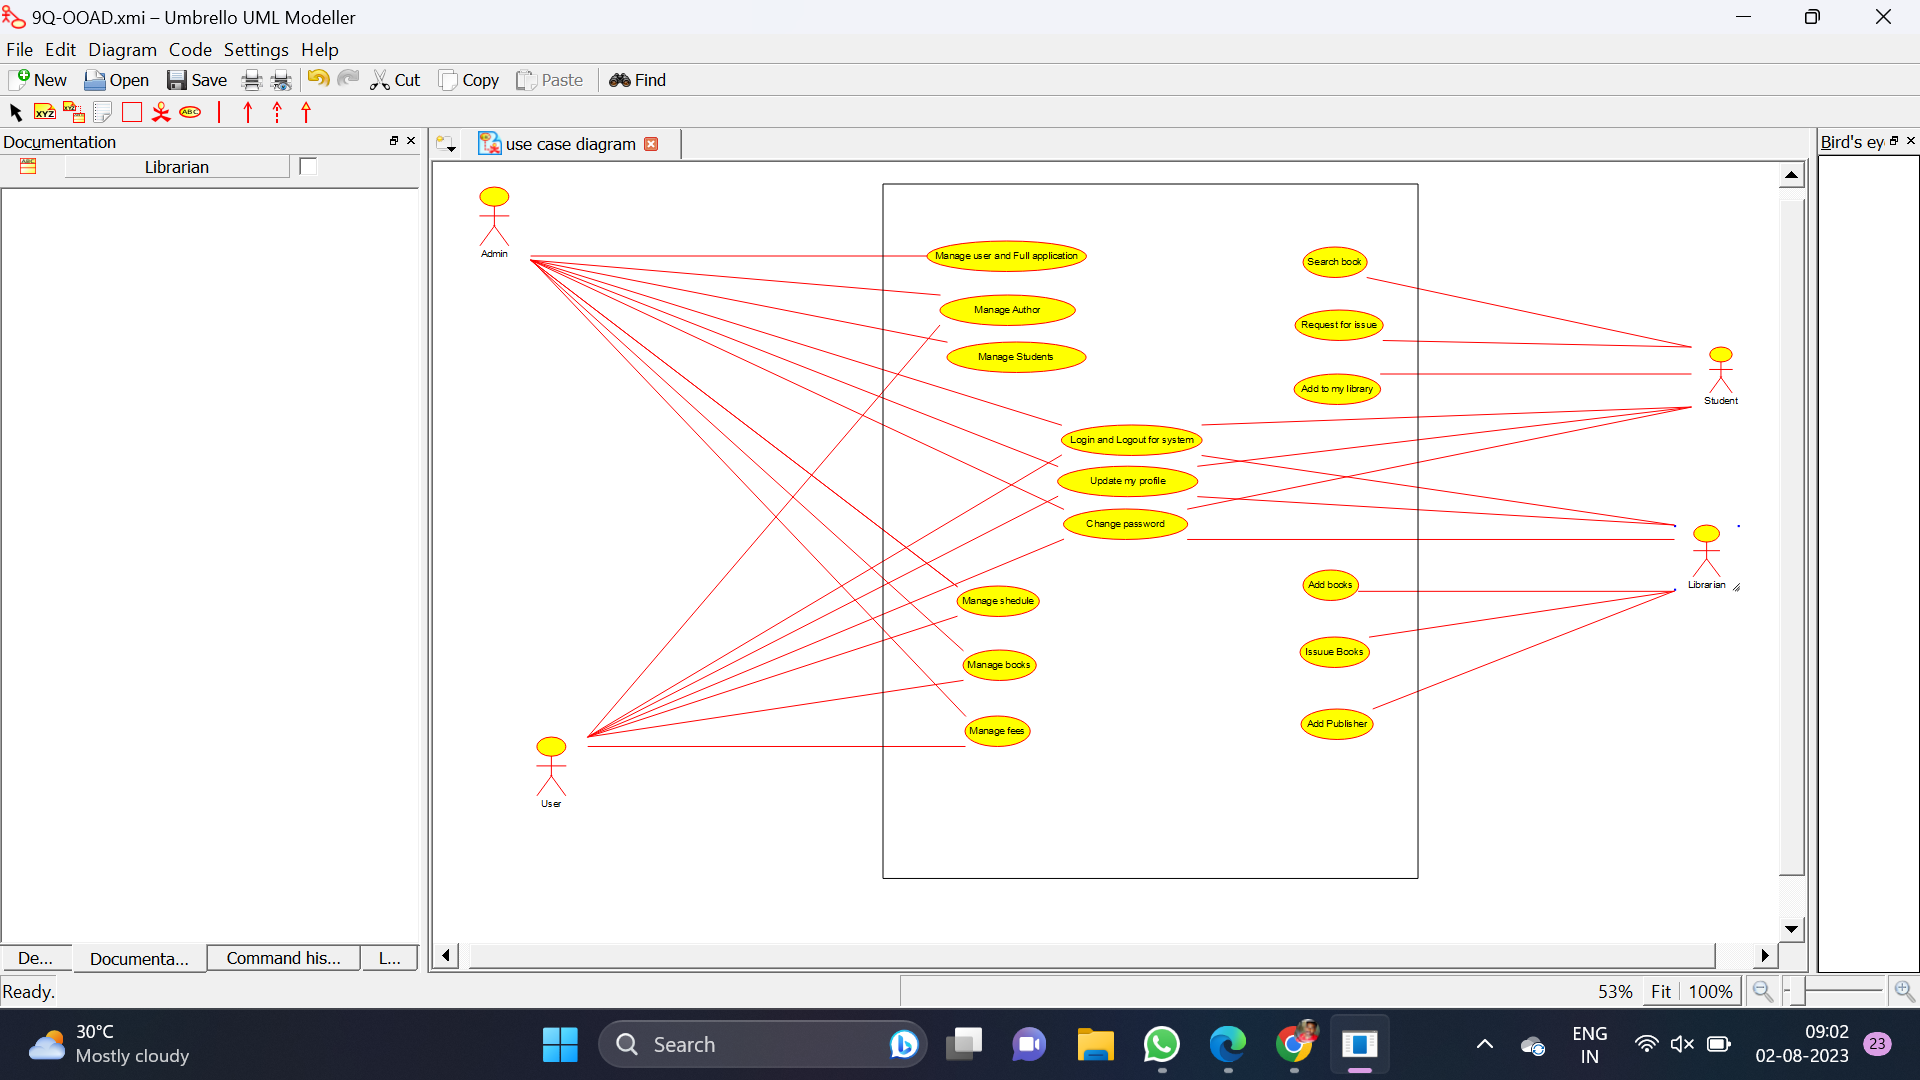 9Q-OOAD.xmi – Umbrello UML Modeller
File Edit Diagram Code Settings Help
New Open Save Cut Copy Paste Find
XYZ XYZ ABC
Documentation
ABC Librarian
use case diagram
Bird's ey
Admin
Manage user and Full application
Search book
Manage Author
Request for issue
Manage Students
Add to my library
Student
Login and Logout for system
Update my profile
Change password
Librarian
Add books
Manage shedule
Issuue Books
Manage books
Add Publisher
Manage fees
User
De... Documenta... Command his... L...
Ready. 53% Fit 100%
30°C
Mostly cloudy
Search
ENG
IN
09:02
02-08-2023
23